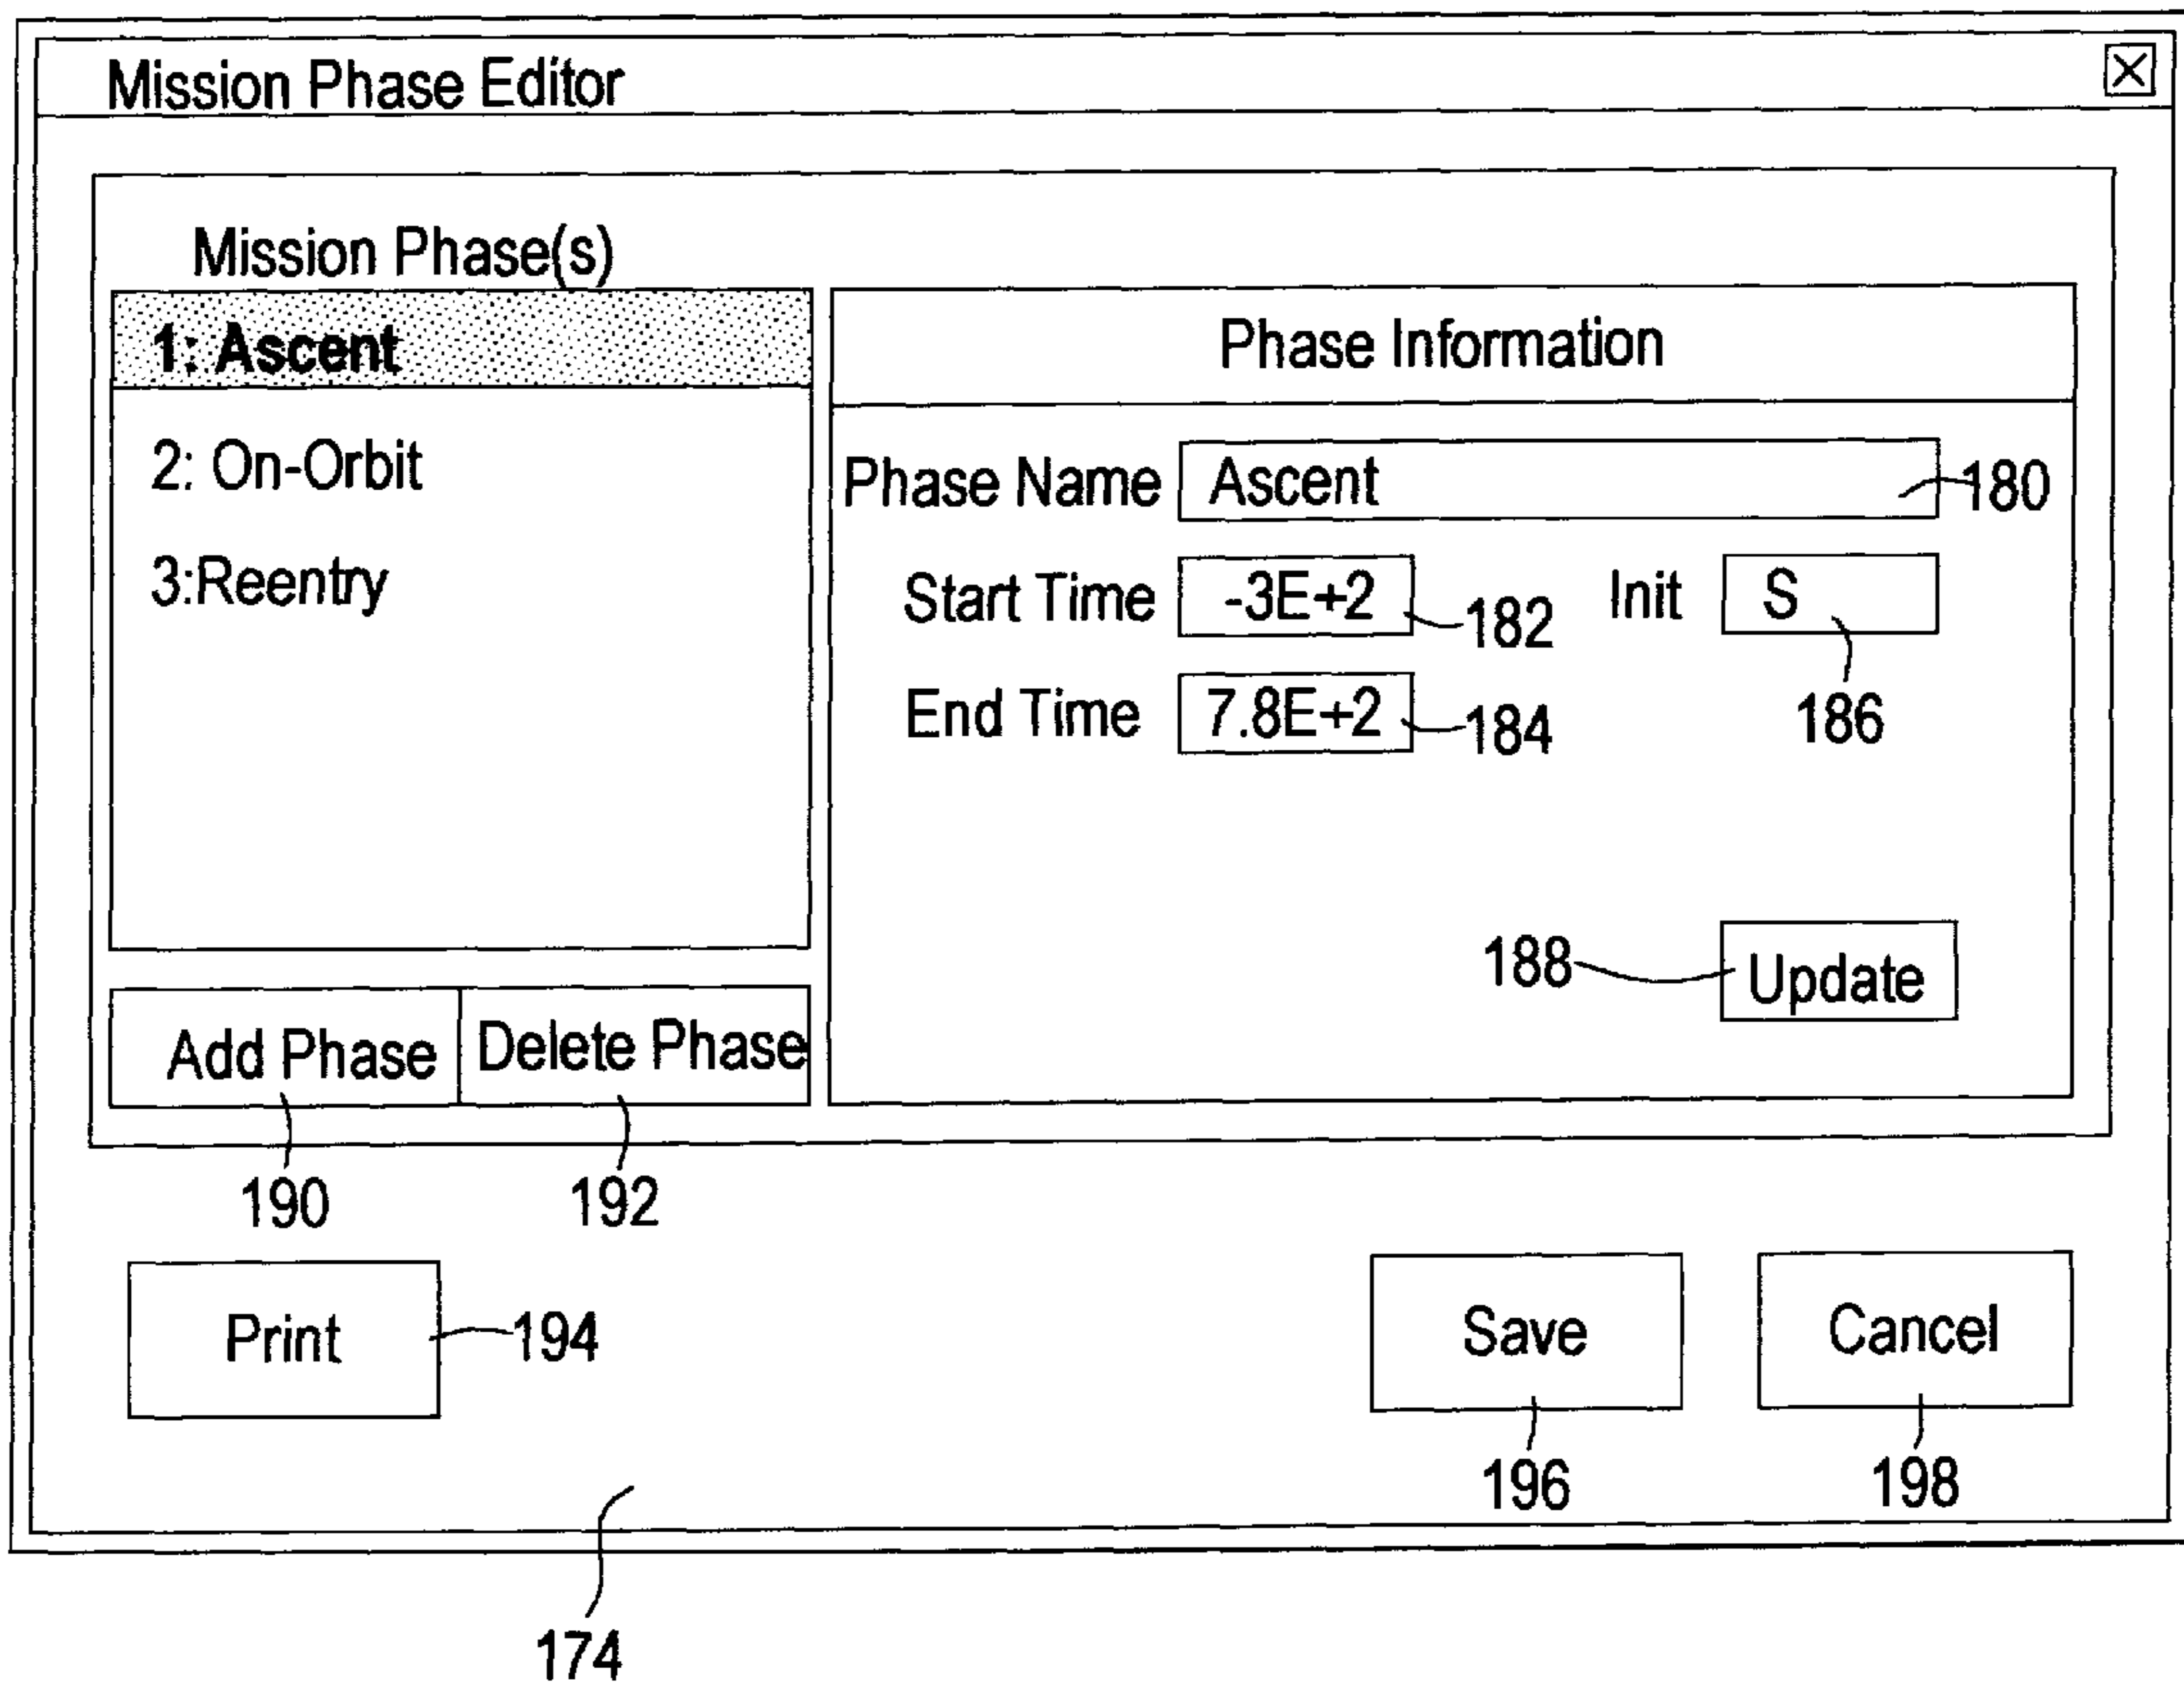 Mission Phase Editor
Mission Phase(s)
1: Ascent
2: On-Orbit
3:Reentry
Add Phase
Delete Phase
190
192
Phase Information
Phase Name Ascent 180
Start Time -3E+2 182 Init S 186
End Time 7.8E+2 184
188 Update
Print 194
Save
Cancel
196
198
174